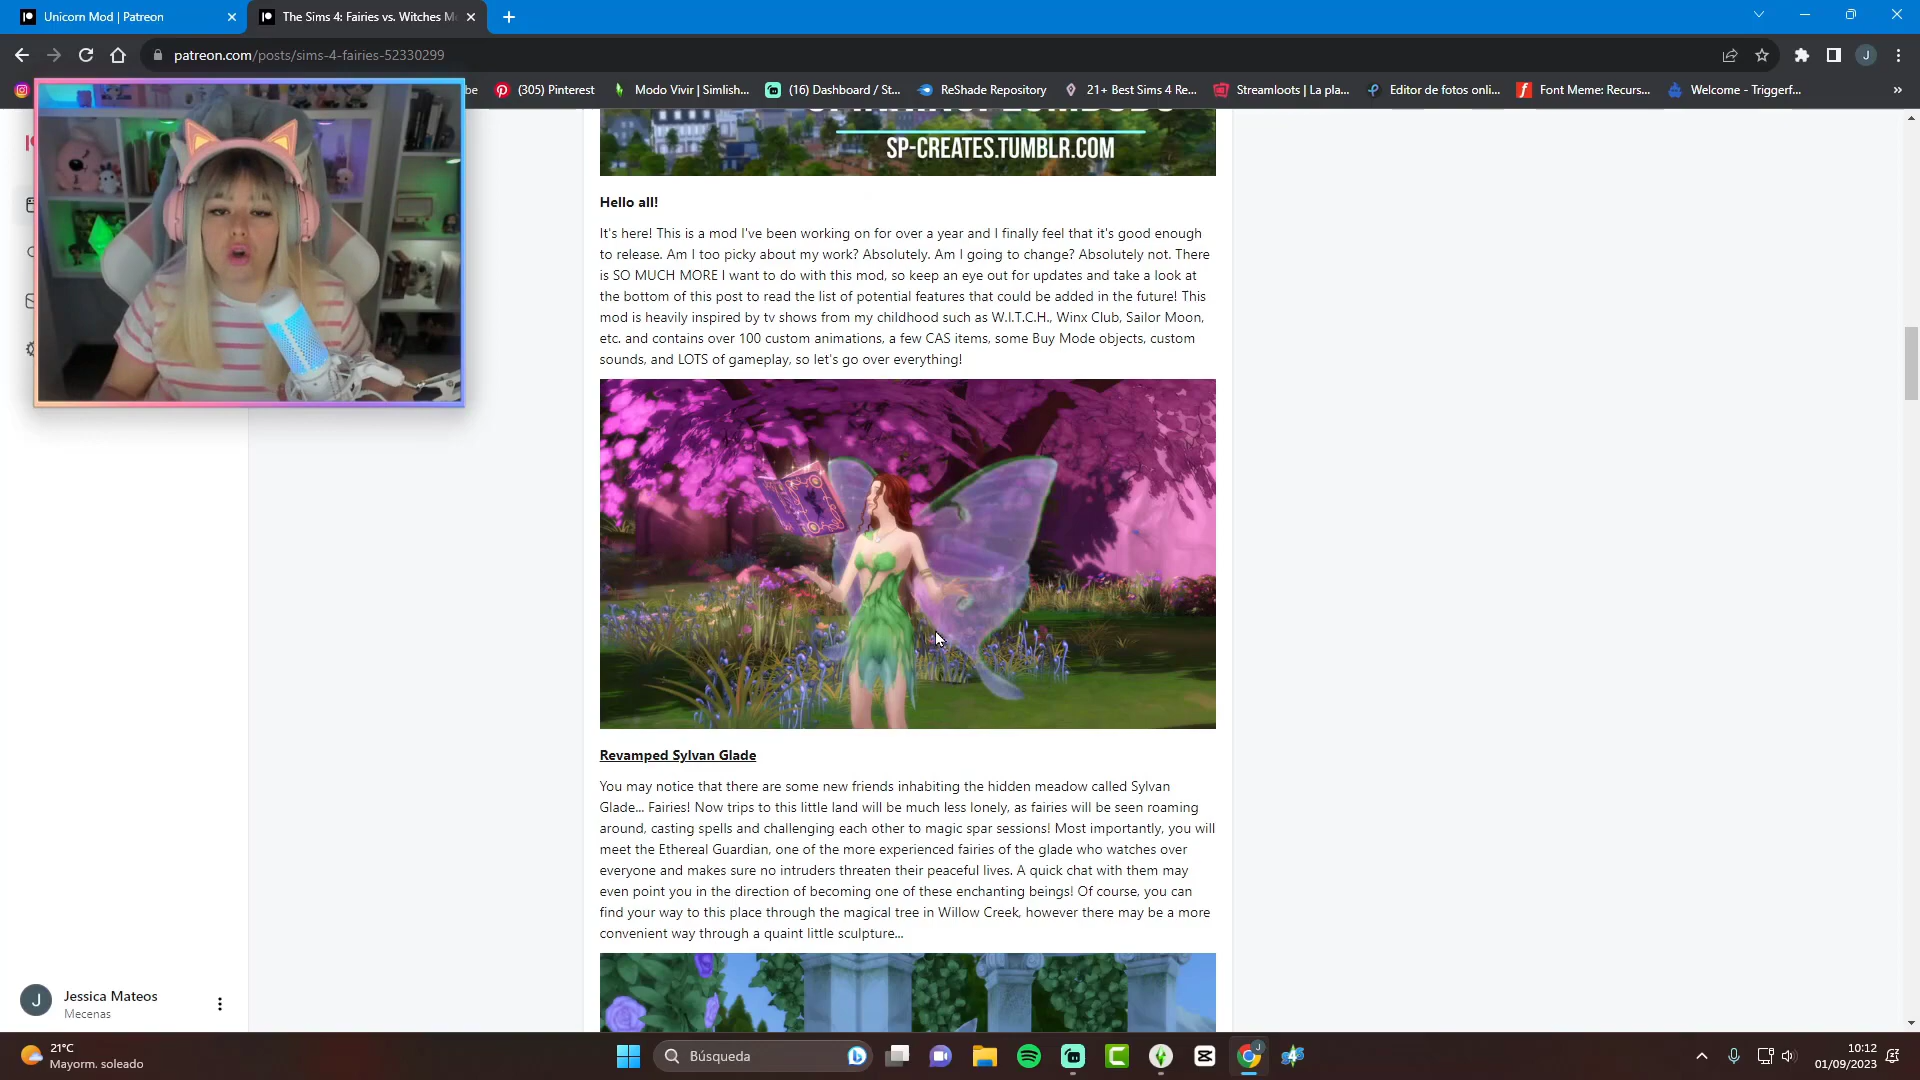 Unicorn Mod | Patreon
The Sims 4: Fairies vs. Witches M
patreon.com/posts/sims-4-fairies-52330299
be
(305) Pinterest
Modo Vivir | Simlish...
(16) Dashboard / St...
ReShade Repository
21+ Best Sims 4 Re...
Streamloots | La pla...
Editor de fotos onli...
Font Meme: Recurs...
Welcome - Triggerf...
SP-CREATES.TUMBLR.COM
Hello all!
It's here! This is a mod I've been working on for over a year and I finally feel that it's good enough
to release. Am I too picky about my work? Absolutely. Am I going to change? Absolutely not. There
is SO MUCH MORE I want to do with this mod, so keep an eye out for updates and take a look at
the bottom of this post to read the list of potential features that could be added in the future! This
mod is heavily inspired by tv shows from my childhood such as W.I.T.C.H., Winx Club, Sailor Moon,
etc. and contains over 100 custom animations, a few CAS items, some Buy Mode objects, custom
sounds, and LOTS of gameplay, so let's go over everything!
Revamped Sylvan Glade
You may notice that there are some new friends inhabiting the hidden meadow called Sylvan
Glade... Fairies! Now trips to this little land will be much less lonely, as fairies will be seen roaming
around, casting spells and challenging each other to magic spar sessions! Most importantly, you will
meet the Ethereal Guardian, one of the more experienced fairies of the glade who watches over
everyone and makes sure no intruders threaten their peaceful lives. A quick chat with them may
even point you in the direction of becoming one of these enchanting beings! Of course, you can
find your way to this place through the magical tree in Willow Creek, however there may be a more
convenient way through a quaint little sculpture...
J
Jessica Mateos
Mecenas
21°C
Mayorm. soleado
Búsqueda
10:12
01/09/2023